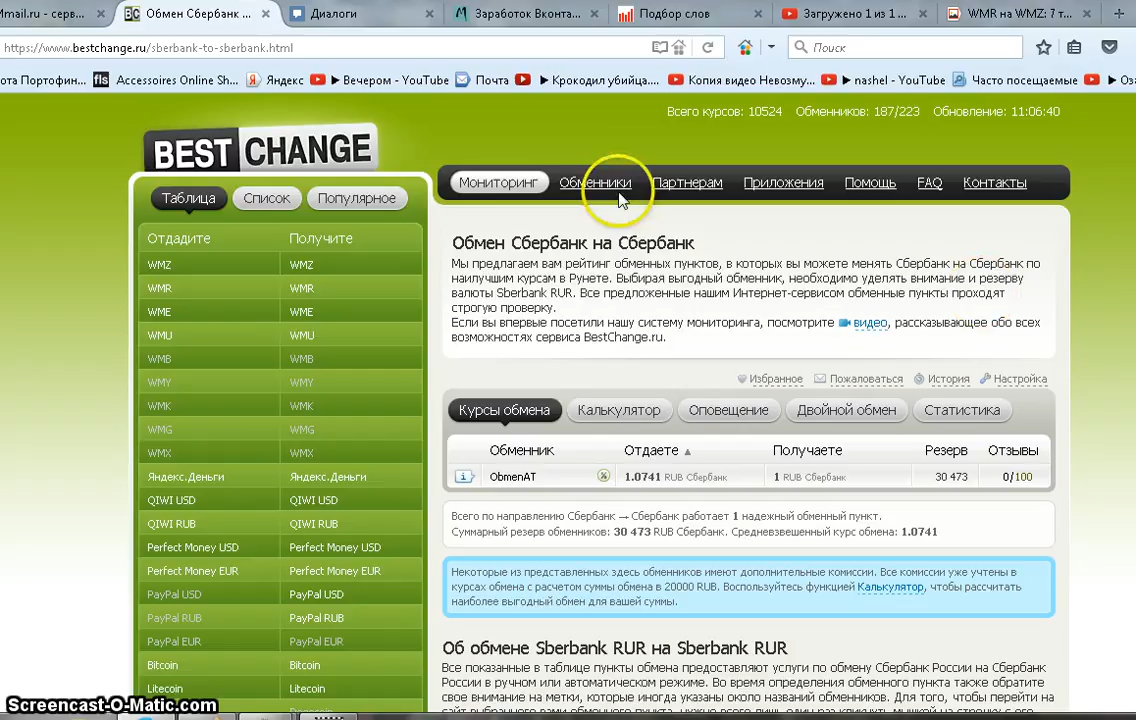 Mail.ru - серв...
Обмен Сбербанк ...
Диалоги
Заработок Вконта...
Подбор слов
Загружено 1 из 1 ...
WMR на WMZ: 7 т...
https://www.bestchange.ru/sberbank-to-sberbank.html
Поиск
ота Портофин...
fls
Accessoires Online Sh...
Яндекс
Вечером - YouTube
Почта
Крокодил убийца....
Копия видео Невозму...
nashel - YouTube
Часто посещаемые
Оз
Всего курсов: 10524 Обменников: 187/223 Обновление: 11:06:40
BESTCHANGE
Мониторинг Обменники Партнерам Приложения Помощь FAQ Контакты
Таблица Список Популярное
Отдадите Получите
WMZ WMZ
WMR WMR
WME WME
WMU WMU
WMB WMB
WMY WMY
WMK WMK
WMG WMG
WMX WMX
Яндекс.Деньги Яндекс.Деньги
QIWI USD QIWI USD
QIWI RUB QIWI RUB
Perfect Money USD Perfect Money USD
Perfect Money EUR Perfect Money EUR
PayPal USD PayPal USD
PayPal RUB PayPal RUB
PayPal EUR PayPal EUR
Bitcoin Bitcoin
Litecoin Litecoin
Обмен Сбербанк на Сбербанк
Мы предлагаем вам рейтинг обменных пунктов, в которых вы можете менять Сбербанк на Сбербанк по
наилучшим курсам в Рунете. Выбирая выгодный обменник, необходимо уделять внимание и резерву
валюты Sberbank RUR. Все предложенные нашим Интернет-сервисом обменные пункты проходят
строгую проверку.
Если вы впервые посетили нашу систему мониторинга, посмотрите видео, рассказывающее обо всех
возможностях сервиса BestChange.ru.
Избранное Пожаловаться История Настройка
Курсы обмена Калькулятор Оповещение Двойной обмен Статистика
Обменник Отдаете ▲ Получаете Резерв Отзывы
ObmenAT 1.0741 RUB Сбербанк 1 RUB Сбербанк 30 473 0/100
Всего по направлению Сбербанк → Сбербанк работает 1 надежный обменный пункт.
Суммарный резерв обменников: 30 473 RUB Сбербанк. Средневзвешенный курс обмена: 1.0741
Некоторые из представленных здесь обменников имеют дополнительные комиссии. Все комиссии уже учтены в
курсах обмена с расчетом суммы обмена в 20000 RUB. Воспользуйтесь функцией Калькулятор, чтобы рассчитать
наиболее выгодный обмен для вашей суммы.
Об обмене Sberbank RUR на Sberbank RUR
Все показанные в таблице пункты обмена предоставляют услуги по обмену Сбербанк России на Сбербанк
России в ручном или автоматическом режиме. Во время определения обменного пункта также обратите
свое внимание на метки, которые иногда указаны около названий обменников. Для того, чтобы перейти на
Screencast-O-Matic.com